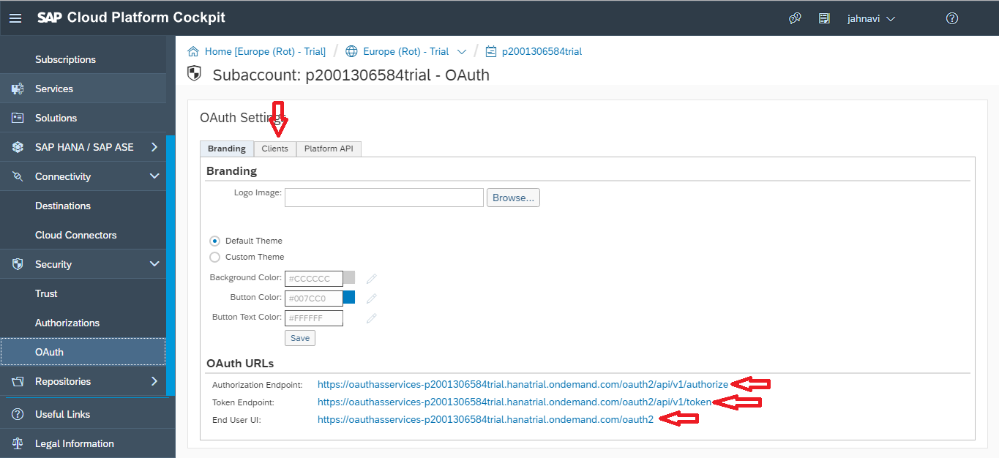 SAP Cloud Platform Cockpit
jahnavi
Subscriptions
Services
Solutions
SAP HANA / SAP ASE
Connectivity
Destinations
Cloud Connectors
Security
Trust
Authorizations
OAuth
Repositories
Useful Links
Legal Information
Home [Europe (Rot) - Trial] / Europe (Rot) - Trial / p2001306584trial
Subaccount: p2001306584trial - OAuth
OAuth Settings
Branding Clients Platform API
Branding
Logo Image: Browse...
Default Theme
Custom Theme
Background Color: #CCCCCC
Button Color: #007CC0
Button Text Color: #FFFFFF
Save
OAuth URLs
Authorization Endpoint: https://oauthasservices-p2001306584trial.hanatrial.ondemand.com/oauth2/api/v1/authorize
Token Endpoint: https://oauthasservices-p2001306584trial.hanatrial.ondemand.com/oauth2/api/v1/token
End User UI: https://oauthasservices-p2001306584trial.hanatrial.ondemand.com/oauth2